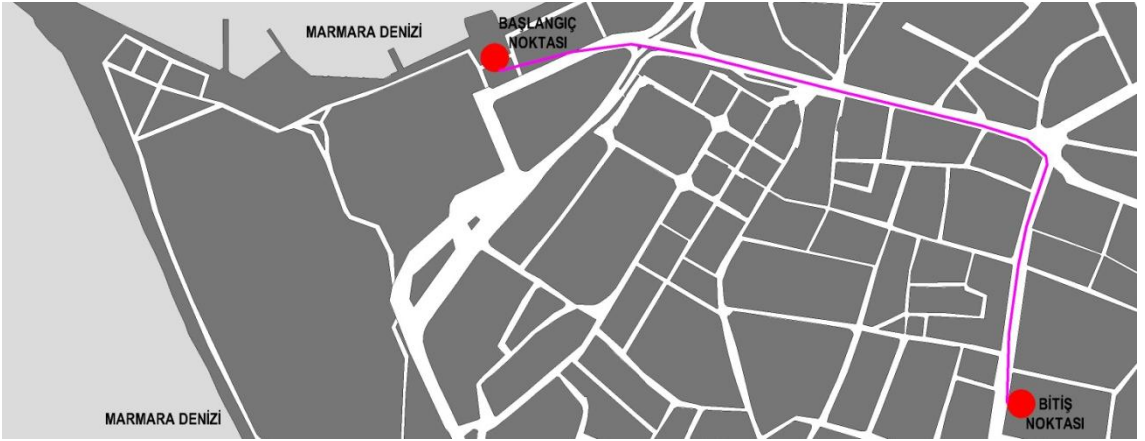 MARMARA DENİZİ
BAŞLANGIÇ
NOKTASI
BİTİŞ
NOKTASI
MARMARA DENİZİ